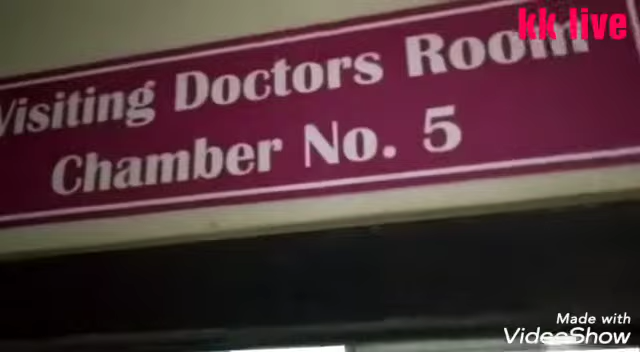 kk live
Visiting Doctors Room
Chamber No. 5
Made with
VideoShow